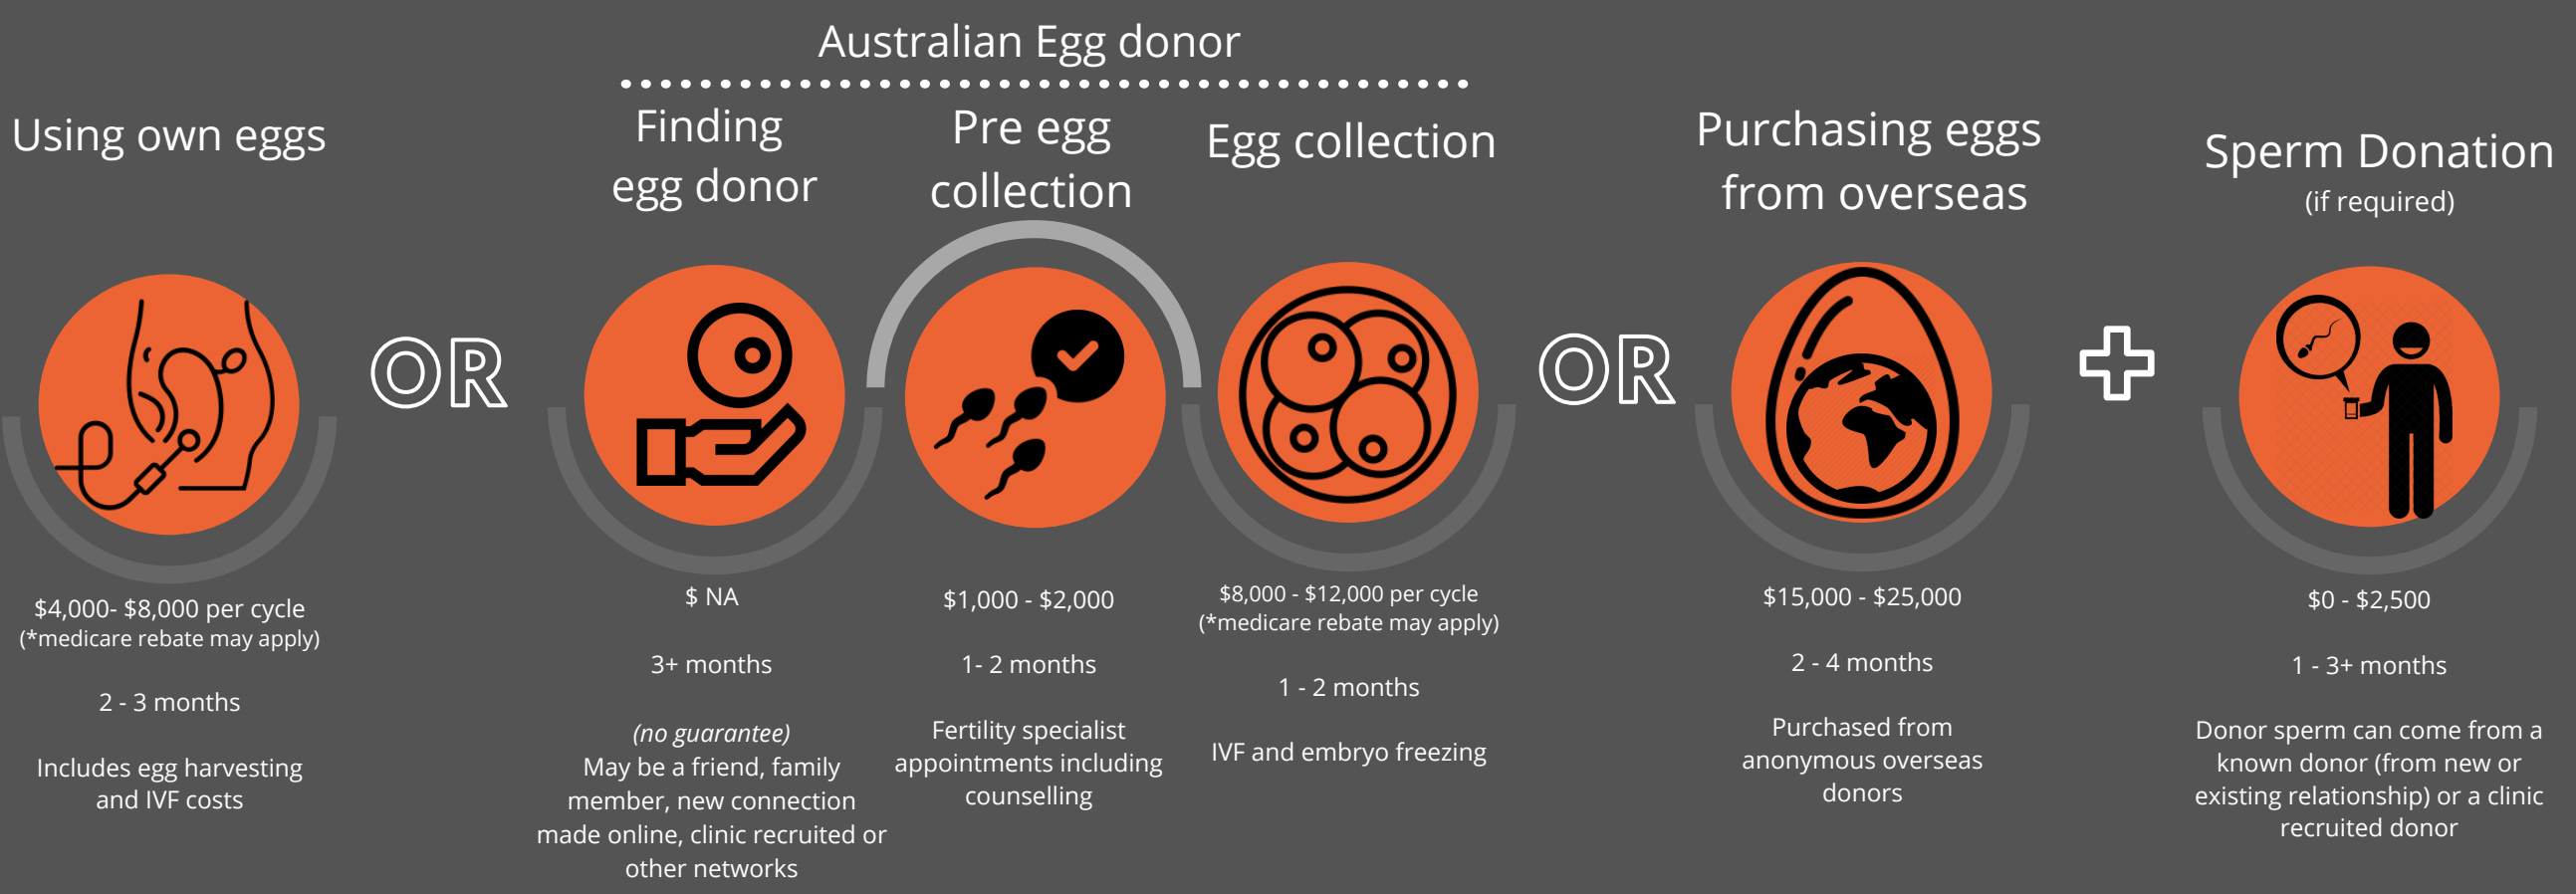 Australian Egg donor
Using own eggs
$4,000- $8,000 per cycle
(*medicare rebate may apply)
2 - 3 months
Includes egg harvesting
and IVF costs
OR
Finding
egg donor
$ NA
3+ months
(no guarantee)
May be a friend, family
member, new connection
made online, clinic recruited or
other networks
Pre egg
collection
$1,000 - $2,000
1- 2 months
Fertility specialist
appointments including
counselling
Egg collection
$8,000 - $12,000 per cycle
(*medicare rebate may apply)
1 - 2 months
IVF and embryo freezing
OR
Purchasing eggs
from overseas
$15,000 - $25,000
2 - 4 months
Purchased from
anonymous overseas
donors
Sperm Donation
(if required)
$0 - $2,500
1 - 3+ months
Donor sperm can come from a
known donor (from new or
existing relationship) or a clinic
recruited donor